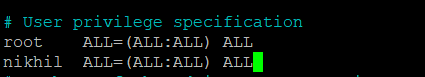 # User privilege specification
root    ALL=(ALL:ALL) ALL
nikhil  ALL=(ALL:ALL) ALL